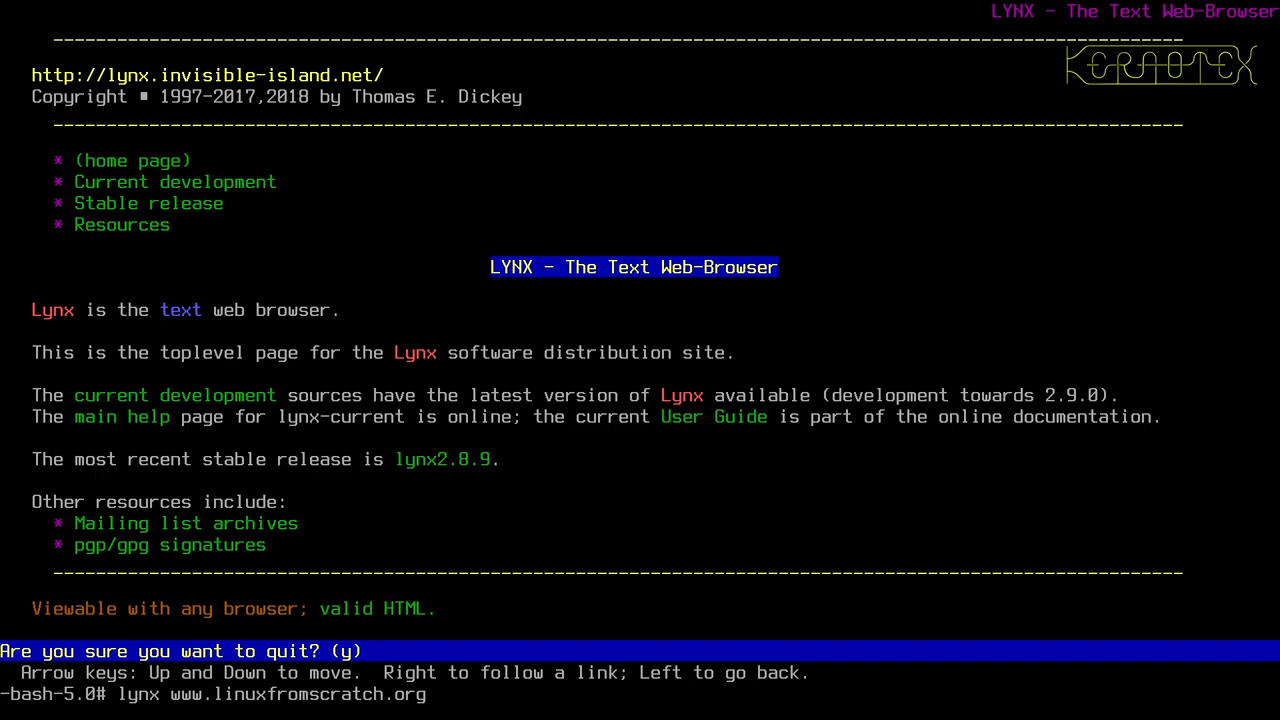 LYNX - The Text Web-Browser
KERNOTEX
http://lynx.invisible-island.net/
Copyright ▪ 1997-2017,2018 by Thomas E. Dickey
* (home page)
* Current development
* Stable release
* Resources
LYNX - The Text Web-Browser
Lynx is the text web browser.
This is the toplevel page for the Lynx software distribution site.
The current development sources have the latest version of Lynx available (development towards 2.9.0).
The main help page for lynx-current is online; the current User Guide is part of the online documentation.
The most recent stable release is lynx2.8.9.
Other resources include:
* Mailing list archives
* pgp/gpg signatures
Viewable with any browser; valid HTML.
Are you sure you want to quit? (y)
Arrow keys: Up and Down to move.  Right to follow a link; Left to go back.
-bash-5.0# lynx www.linuxfromscratch.org